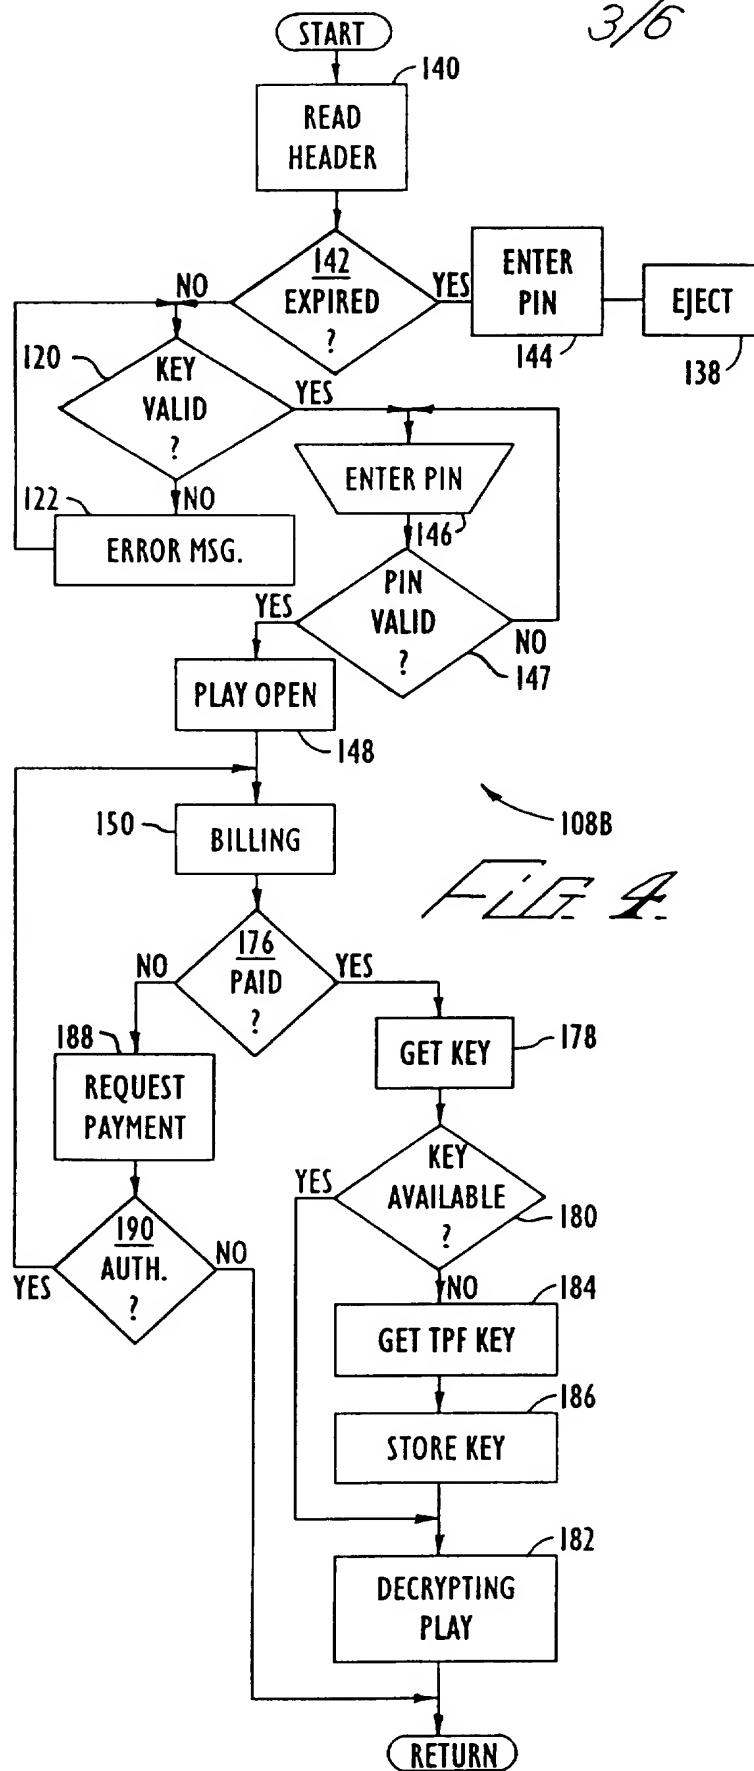 3/6
START
140
READ
HEADER
142
EXPIRED
?
NO
YES
ENTER
PIN
144
EJECT
138
120
KEY
VALID
?
YES
NO
122
ERROR MSG.
ENTER PIN
146
PIN
VALID
?
YES
NO
147
PLAY OPEN
148
150
BILLING
108B
FIG. 4.
176
PAID
?
NO
YES
188
REQUEST
PAYMENT
GET KEY
178
KEY
AVAILABLE
?
YES
180
NO
190
AUTH.
?
YES
NO
184
GET TPF KEY
186
STORE KEY
182
DECRYPTING
PLAY
RETURN